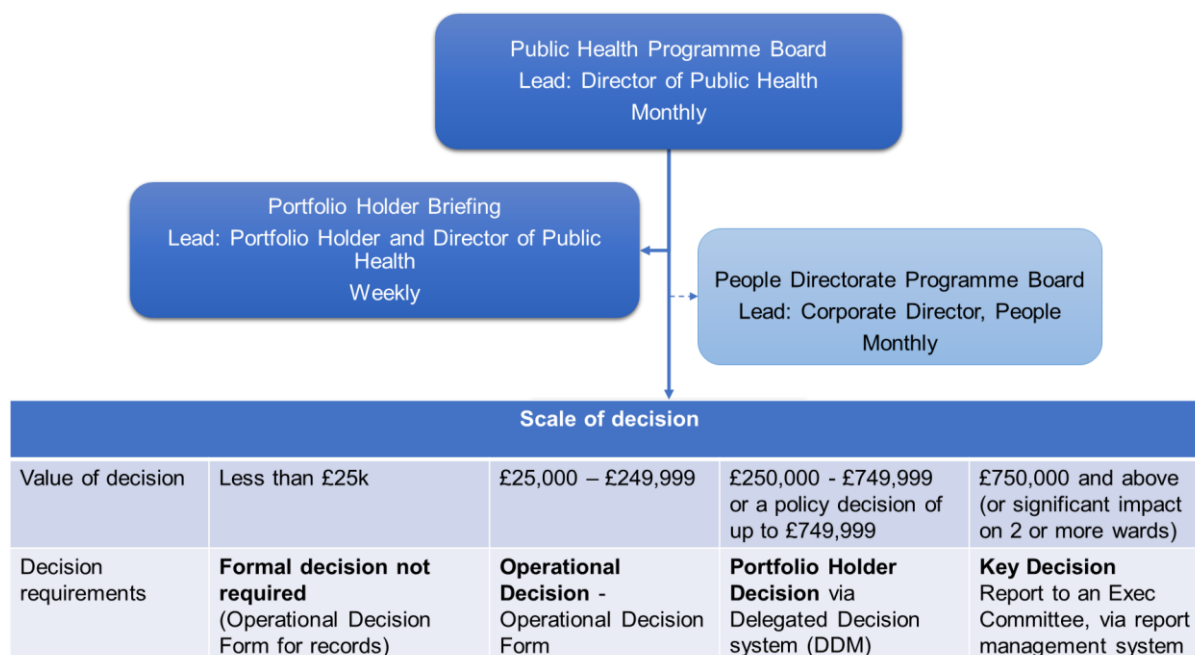 Public Health Programme Board
Lead: Director of Public Health
Monthly
Portfolio Holder Briefing
Lead: Portfolio Holder and Director of Public
Health
Weekly
People Directorate Programme Board
Lead: Corporate Director, People
Monthly
Scale of decision
Value of decision
Less than £25k
£25,000 – £249,999
£250,000 - £749,999
or a policy decision of
up to £749,999
£750,000 and above
(or significant impact
on 2 or more wards)
Decision
requirements
Formal decision not
required
(Operational Decision
Form for records)
Operational
Decision -
Operational Decision
Form
Portfolio Holder
Decision via
Delegated Decision
system (DDM)
Key Decision
Report to an Exec
Committee, via report
management system